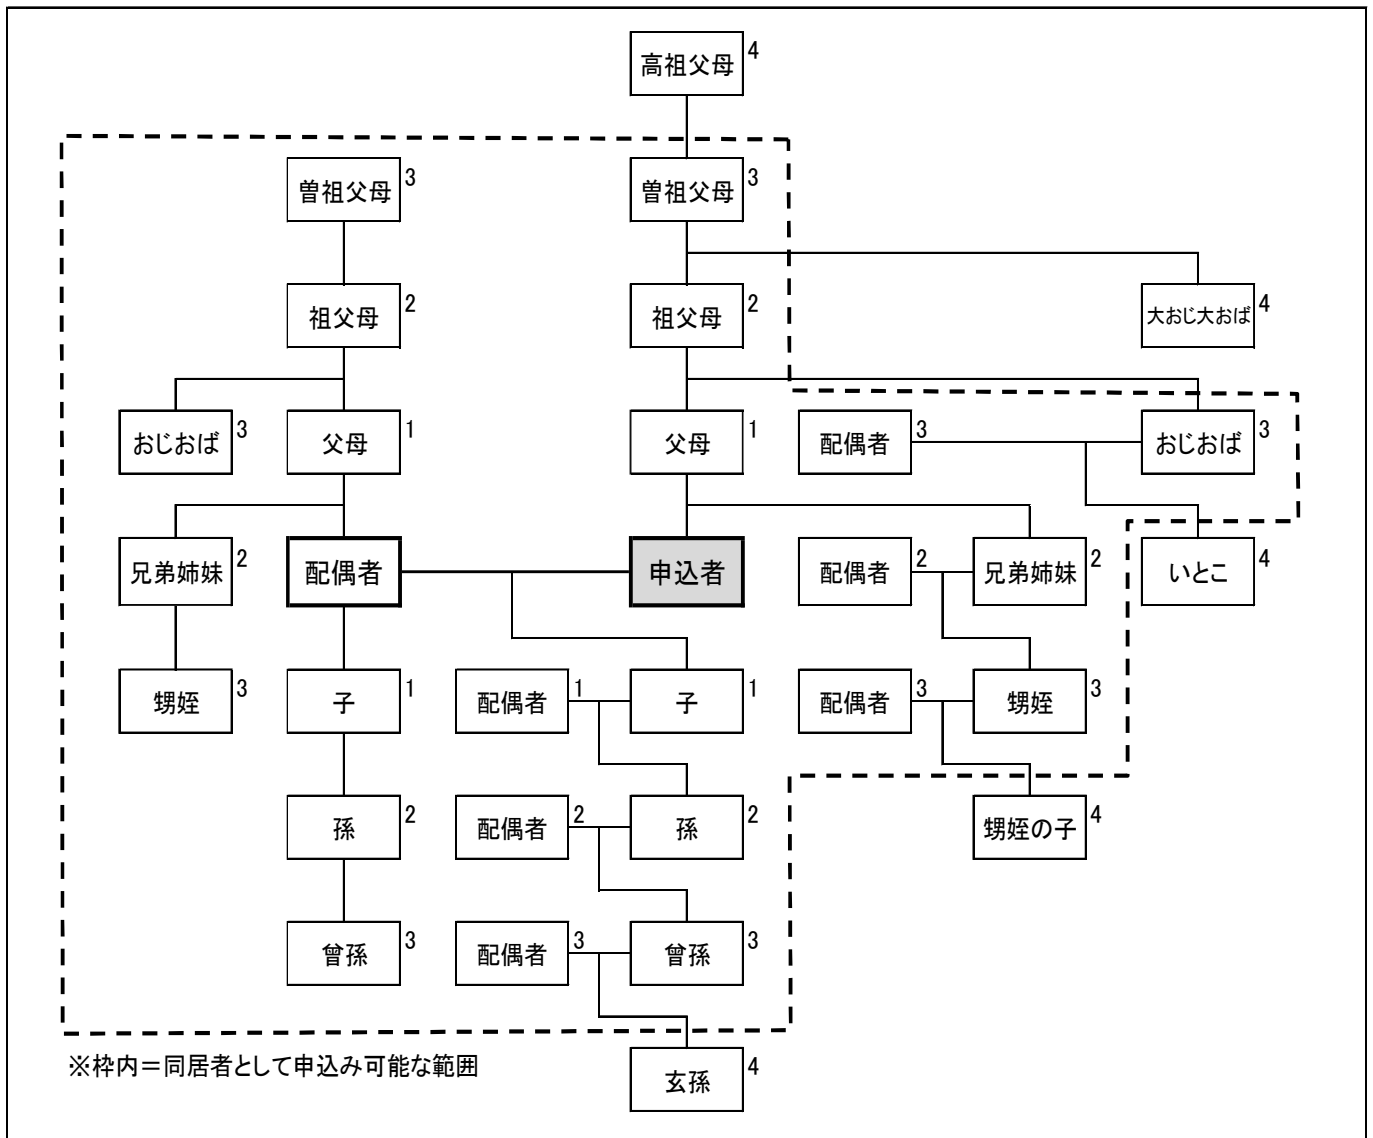 高祖父母 4
曽祖父母 3
曽祖父母 3
祖父母 2
祖父母 2
大おじ大おば 4
おじおば 3
父母 1
父母 1
配偶者 3
おじおば 3
兄弟姉妹 2
配偶者
申込者
配偶者 2
兄弟姉妹 2
いとこ 4
甥姪 3
子 1
配偶者 1
子 1
配偶者 3
甥姪 3
孫 2
配偶者 2
孫 2
甥姪の子 4
曾孫 3
配偶者 3
曾孫 3
※枠内＝同居者として申込み可能な範囲
玄孫 4